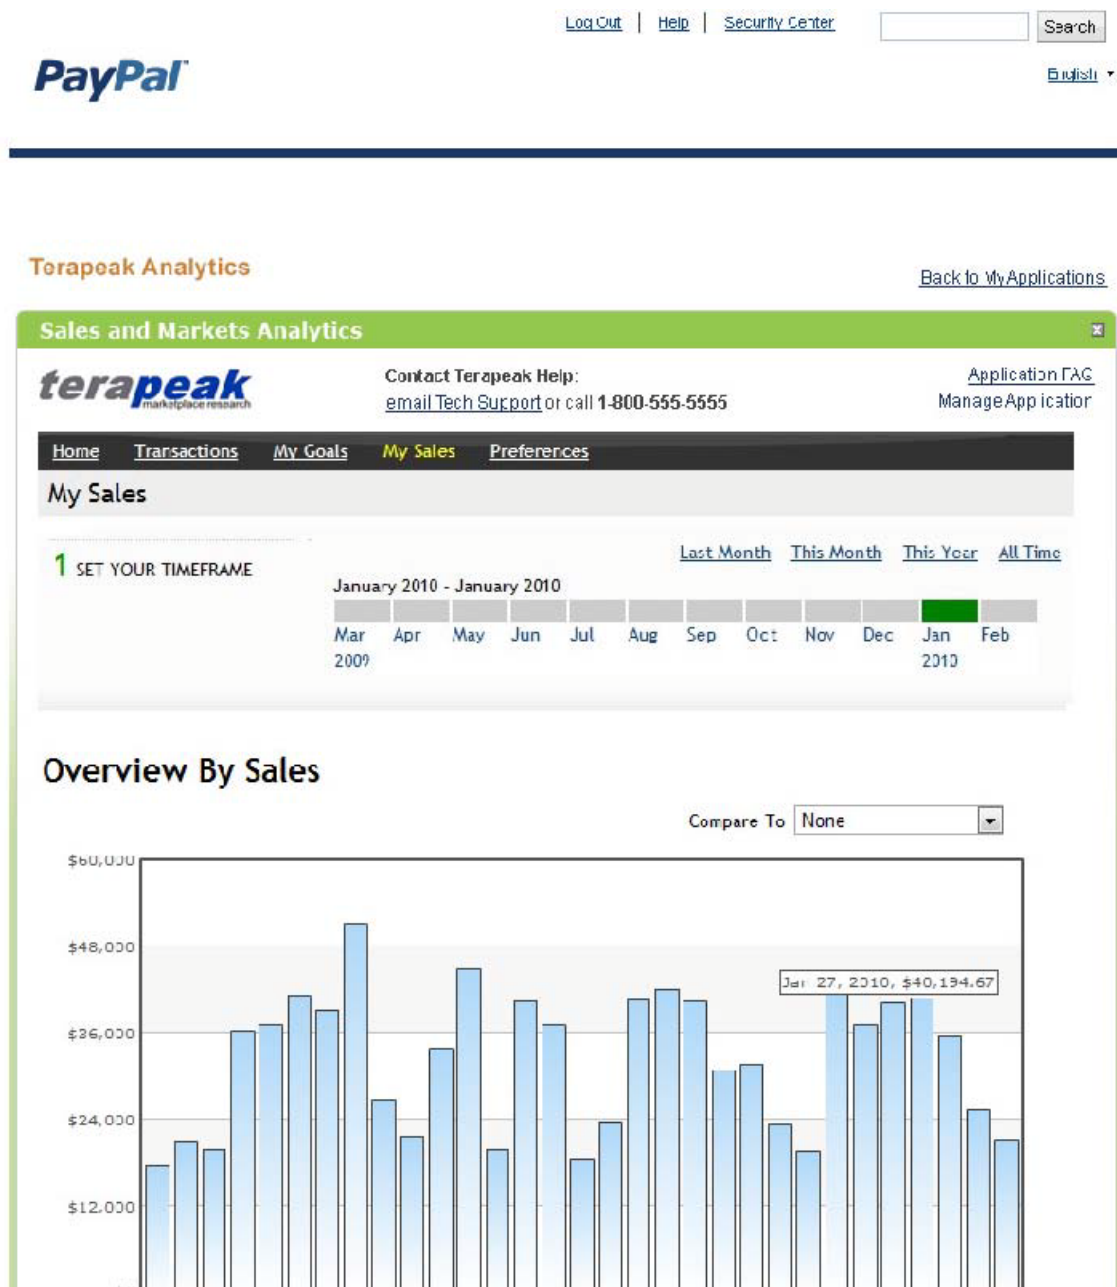 Log Out | Help | Security Center Search
PayPal
English
Terapeak Analytics
Back to My Applications
Sales and Markets Analytics
terapeak
marketplace research
Contact Terapeak Help:
email Tech Support or call 1-800-555-5555
Application FAQ
Manage Application
Home Transactions My Goals My Sales Preferences
My Sales
1 SET YOUR TIMEFRAME
Last Month This Month This Year All Time
January 2010 - January 2010
Mar Apr May Jun Jul Aug Sep Oct Nov Dec Jan Feb
2009 2010
Overview By Sales
Compare To None
$60,000
$48,000
Jan 27, 2010, $40,194.67
$36,000
$24,000
$12,000